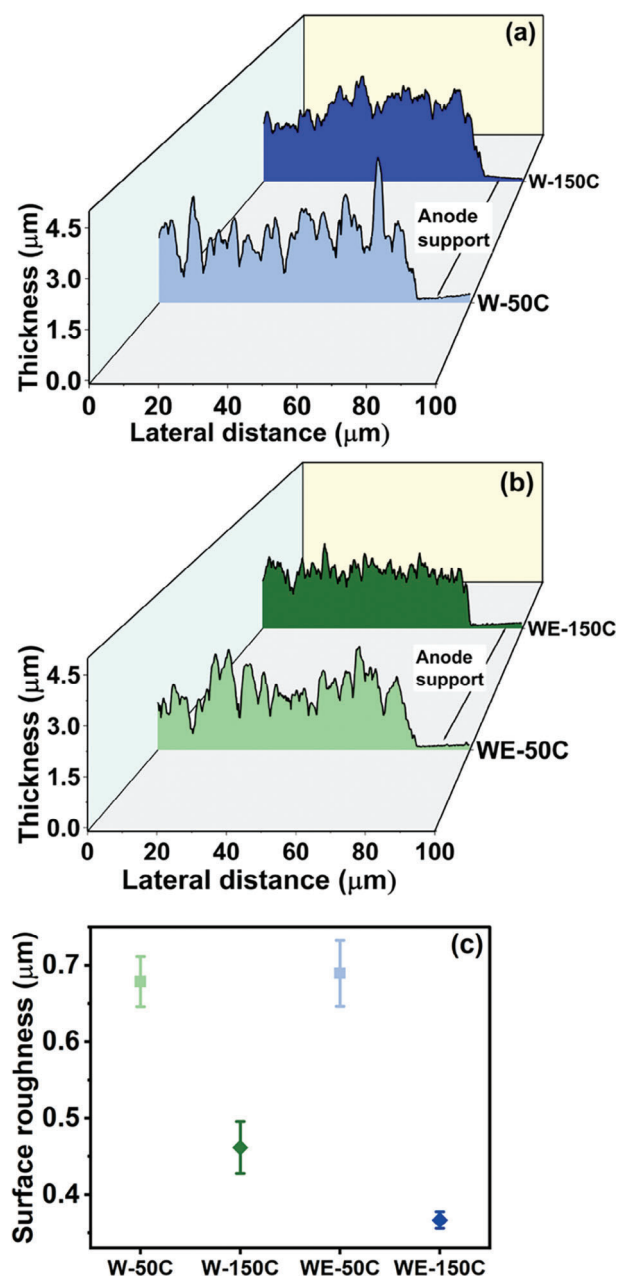 (a)
W-150C
Anode
support
W-50C
Thickness (μm)
4.5
3.0
1.5
0.0
0 20 40 60 80 100
Lateral distance (μm)
(b)
WE-150C
Anode
support
WE-50C
Thickness (μm)
4.5
3.0
1.5
0.0
0 20 40 60 80 100
Lateral distance (μm)
(c)
Surface roughness (μm)
0.7
0.6
0.5
0.4
W-50C W-150C WE-50C WE-150C